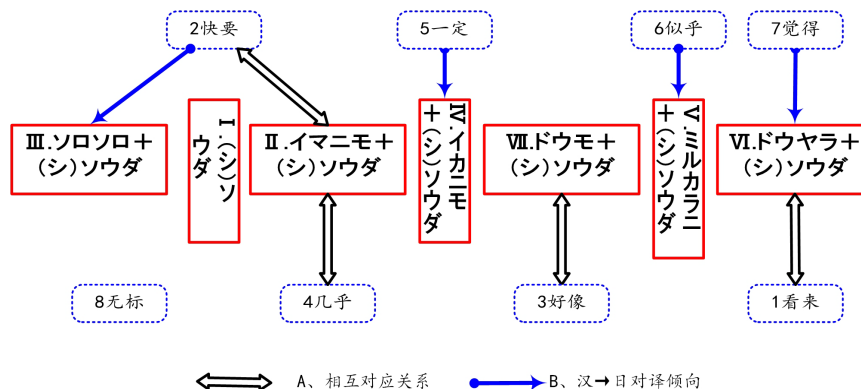 2快要
5一定
6似乎
7觉得
Ⅲ.ソロソロ＋
(シ)ソウダ
Ⅰ.(シ)ソ
ウダ
Ⅱ.イマニモ＋
(シ)ソウダ
Ⅳ.イカニモ
＋(シ)ソウダ
Ⅶ.ドウモ＋
(シ)ソウダ
Ⅴ.ミルカラニ
＋(シ)ソウダ
Ⅵ.ドウヤラ＋
(シ)ソウダ
8无标
4几乎
3好像
1看来
A、相互对应关系
B、汉→日对译倾向